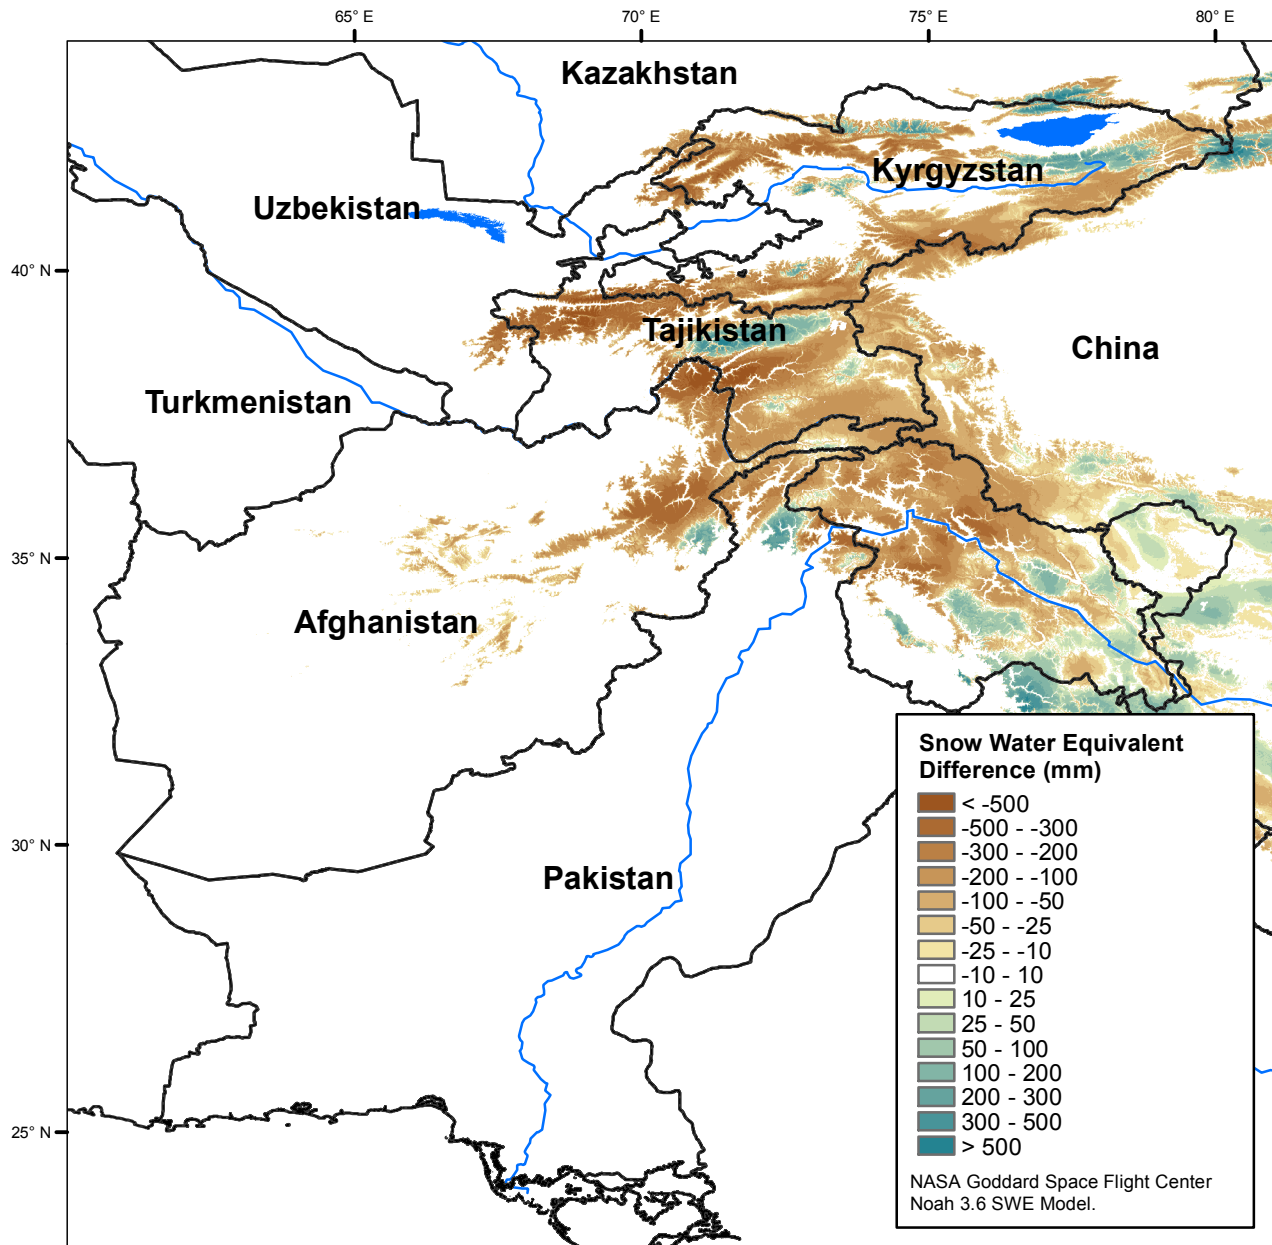 65° E
70° E
75° E
80° E
Kazakhstan
Kyrgyzstan
Uzbekistan
40° N
Tajikistan
China
Turkmenistan
35° N
Afghanistan
30° N
Pakistan
25° N
Snow Water Equivalent
Difference (mm)
< -500
-500 - -300
-300 - -200
-200 - -100
-100 - -50
-50 - -25
-25 - -10
-10 - 10
10 - 25
25 - 50
50 - 100
100 - 200
200 - 300
300 - 500
> 500
NASA Goddard Space Flight Center
Noah 3.6 SWE Model.